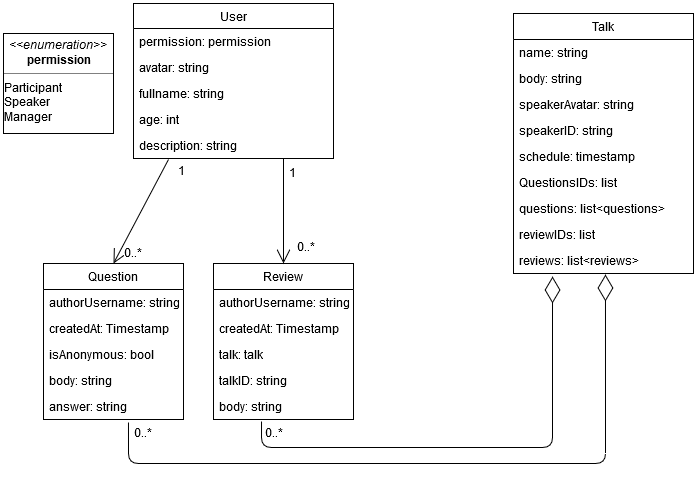 <<enumeration>>
permission
Participant
Speaker
Manager
User
permission: permission
avatar: string
fullname: string
age: int
description: string
1
1
0..*
0..*
Question
authorUsername: string
createdAt: Timestamp
isAnonymous: bool
body: string
answer: string
0..*
Review
authorUsername: string
createdAt: Timestamp
talk: talk
talkID: string
body: string
0..*
Talk
name: string
body: string
speakerAvatar: string
speakerID: string
schedule: timestamp
QuestionsIDs: list
questions: list<questions>
reviewIDs: list
reviews: list<reviews>